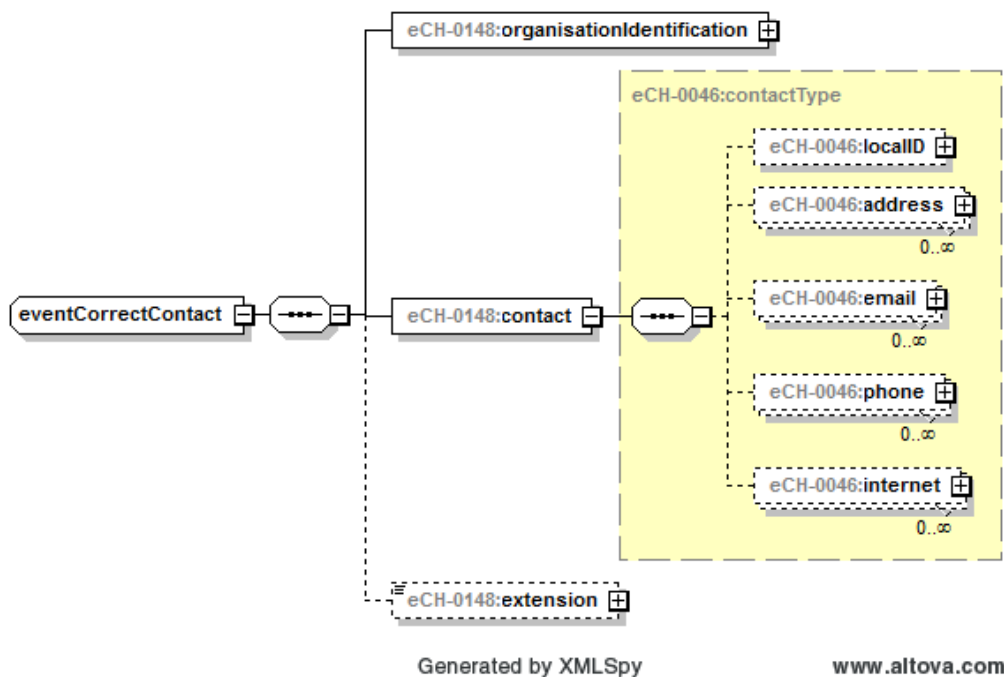 eCH-0148:organisationIdentification
eCH-0046:contactType
eCH-0046:localID
eCH-0046:address
0..∞
eventCorrectContact
eCH-0148:contact
eCH-0046:email
0..∞
eCH-0046:phone
0..∞
eCH-0046:internet
0..∞
eCH-0148:extension
Generated by XMLSpy
www.altova.com